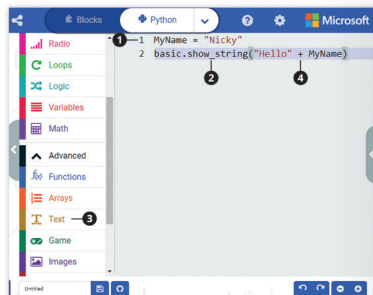 Blocks
Python
Microsoft
Radio
Loops
Logic
Variables
Math
Advanced
Functions
Arrays
Text
Game
Images
1 1 MyName = "Nicky"
2 basic.show_string("Hello" + MyName)
2
4
3
Untitled